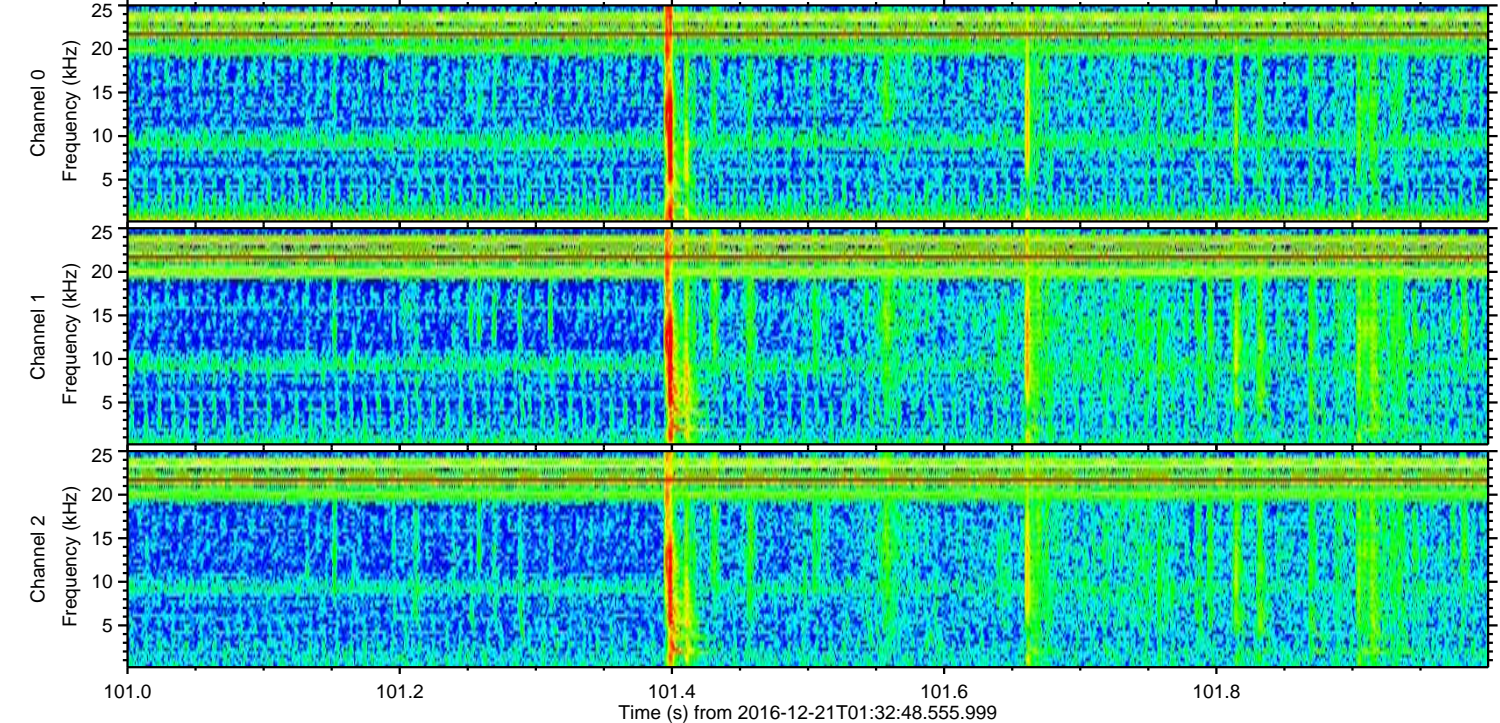 Channel 0
Frequency (kHz)
25
20
15
10
5
Channel 1
Frequency (kHz)
25
20
15
10
5
Channel 2
Frequency (kHz)
25
20
15
10
5
101.0 101.2 101.4 101.6 101.8
Time (s) from 2016-12-21T01:32:48.555.999